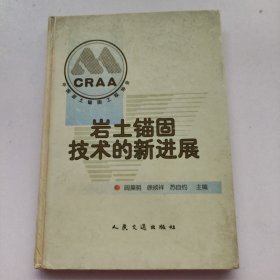 CRAA
中国岩土锚固工程协会
岩土锚固
技术的新进展
阎莫明 徐祯祥 苏自约 主编
人民交通出版社